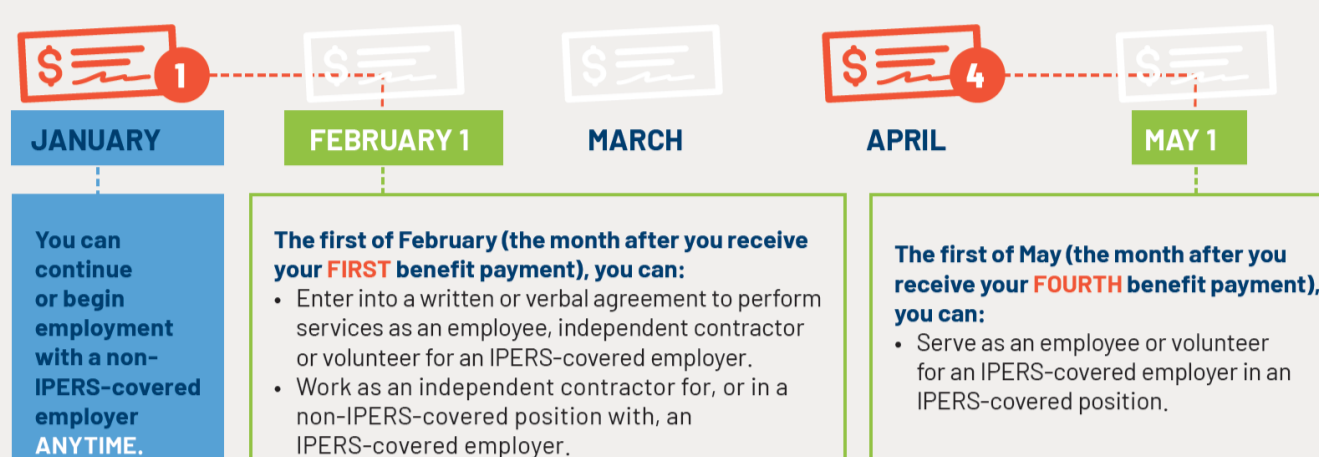 $ 1
$
$
$ 4
$
JANUARY
FEBRUARY 1
MARCH
APRIL
MAY 1
You can
continue
or begin
employment
with a non-
IPERS-covered
employer
ANYTIME.
The first of February (the month after you receive
your FIRST benefit payment), you can:
• Enter into a written or verbal agreement to perform
services as an employee, independent contractor
or volunteer for an IPERS-covered employer.
• Work as an independent contractor for, or in a
non-IPERS-covered position with, an
IPERS-covered employer.
The first of May (the month after you
receive your FOURTH benefit payment),
you can:
• Serve as an employee or volunteer
for an IPERS-covered employer in an
IPERS-covered position.